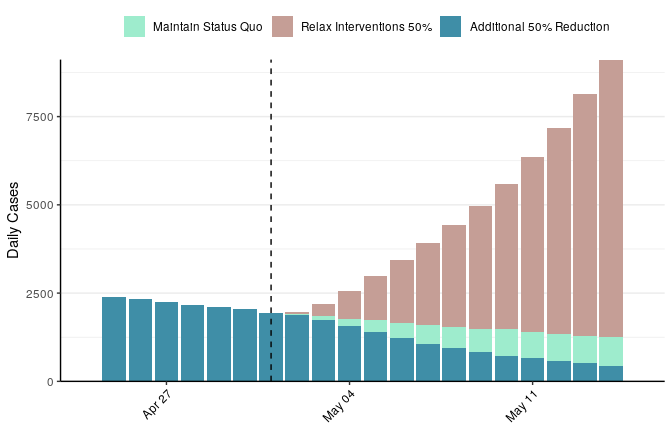 Maintain Status Quo Relax Interventions 50% Additional 50% Reduction
Daily Cases
7500
5000
2500
0
Apr 27 May 04 May 11